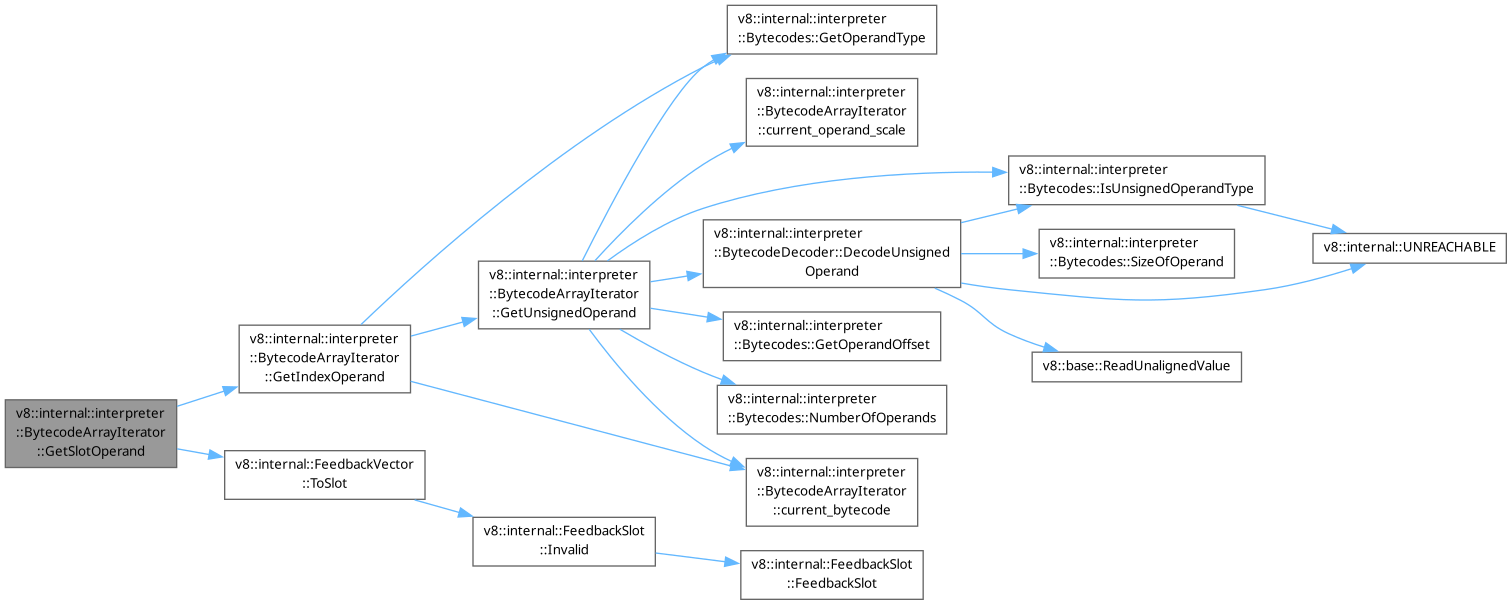 v8::internal::interpreter
::BytecodeArrayIterator
::GetSlotOperand
v8::internal::interpreter
::BytecodeArrayIterator
::GetIndexOperand
v8::internal::FeedbackVector
::ToSlot
v8::internal::interpreter
::BytecodeArrayIterator
::GetUnsignedOperand
v8::internal::FeedbackSlot
::Invalid
v8::internal::interpreter
::Bytecodes::GetOperandType
v8::internal::interpreter
::BytecodeArrayIterator
::current_operand_scale
v8::internal::interpreter
::BytecodeDecoder::DecodeUnsigned
Operand
v8::internal::interpreter
::Bytecodes::GetOperandOffset
v8::internal::interpreter
::Bytecodes::NumberOfOperands
v8::internal::interpreter
::BytecodeArrayIterator
::current_bytecode
v8::internal::FeedbackSlot
::FeedbackSlot
v8::internal::interpreter
::Bytecodes::IsUnsignedOperandType
v8::internal::interpreter
::Bytecodes::SizeOfOperand
v8::base::ReadUnalignedValue
v8::internal::UNREACHABLE